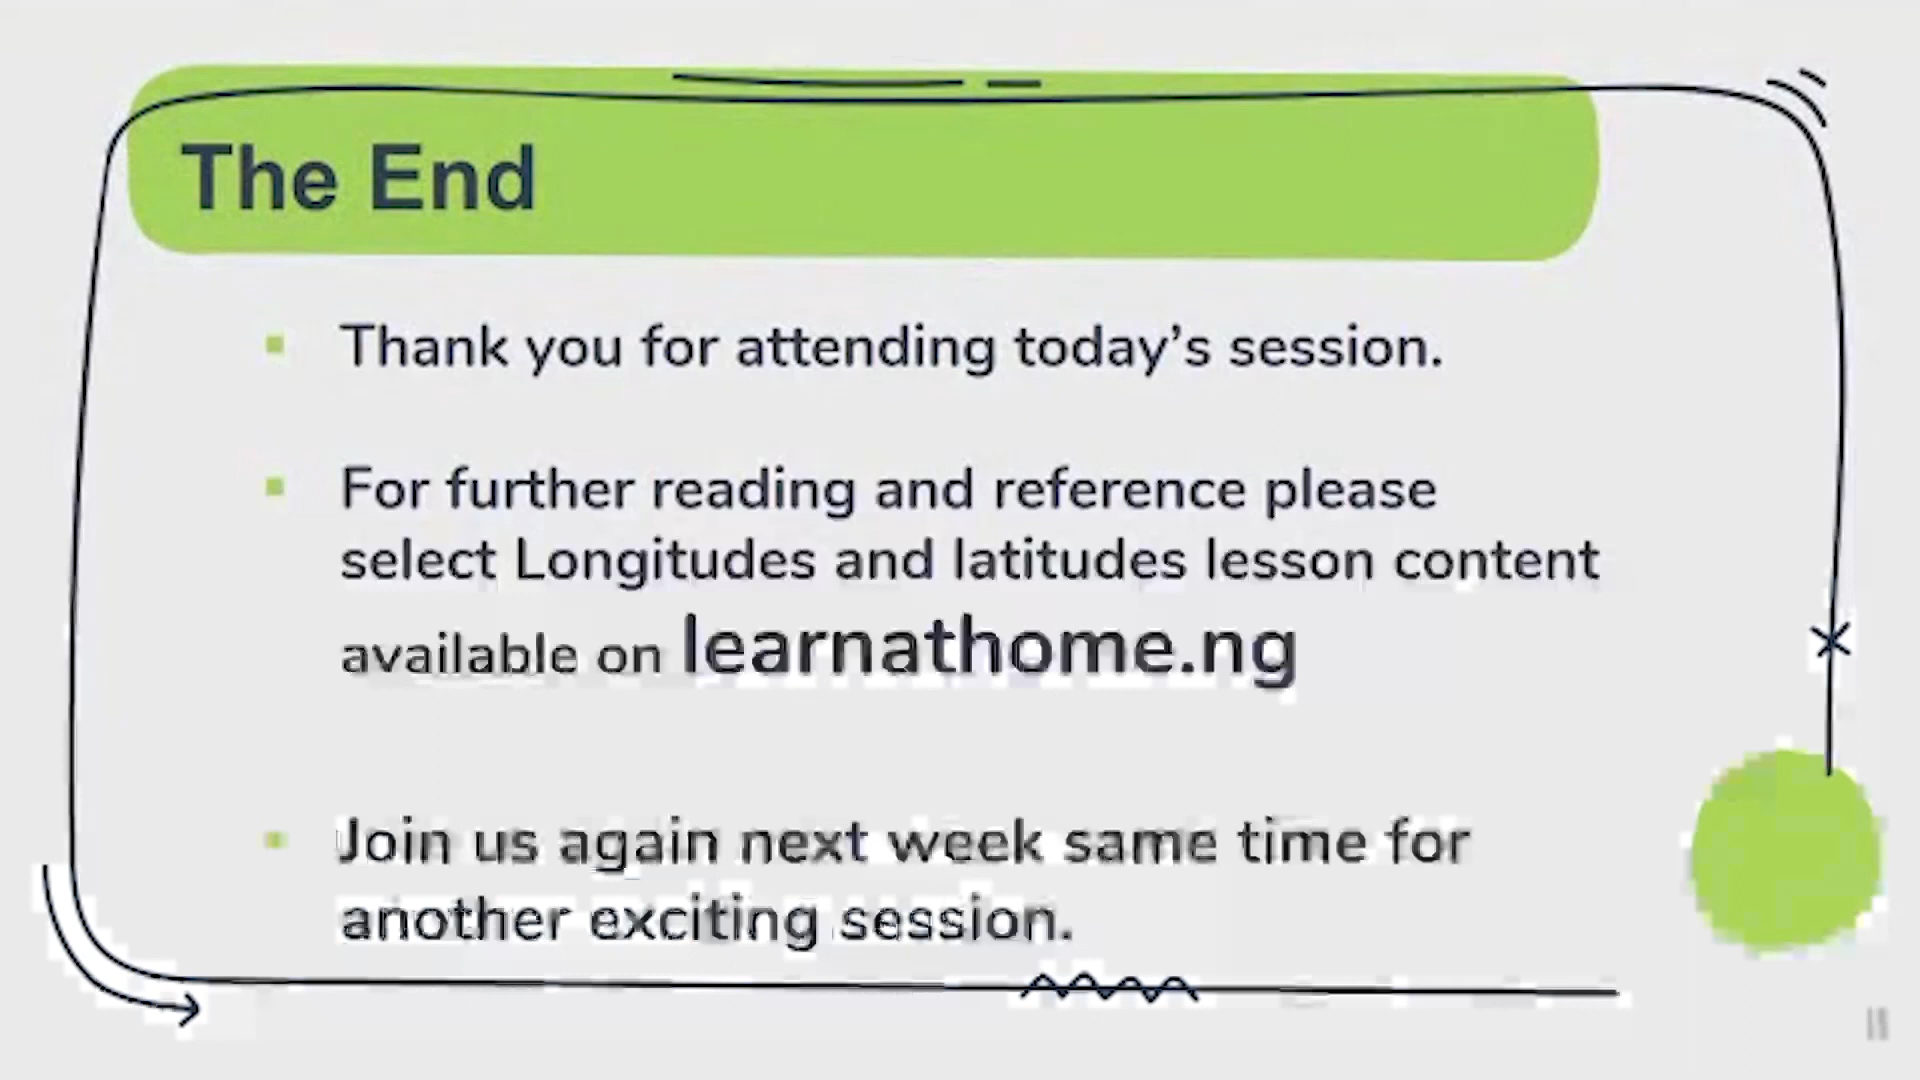 The End
Thank you for attending today’s session.
For further reading and reference please
select Longitudes and latitudes lesson content
available on learnathome.ng
Join us again next week same time for
another exciting session.